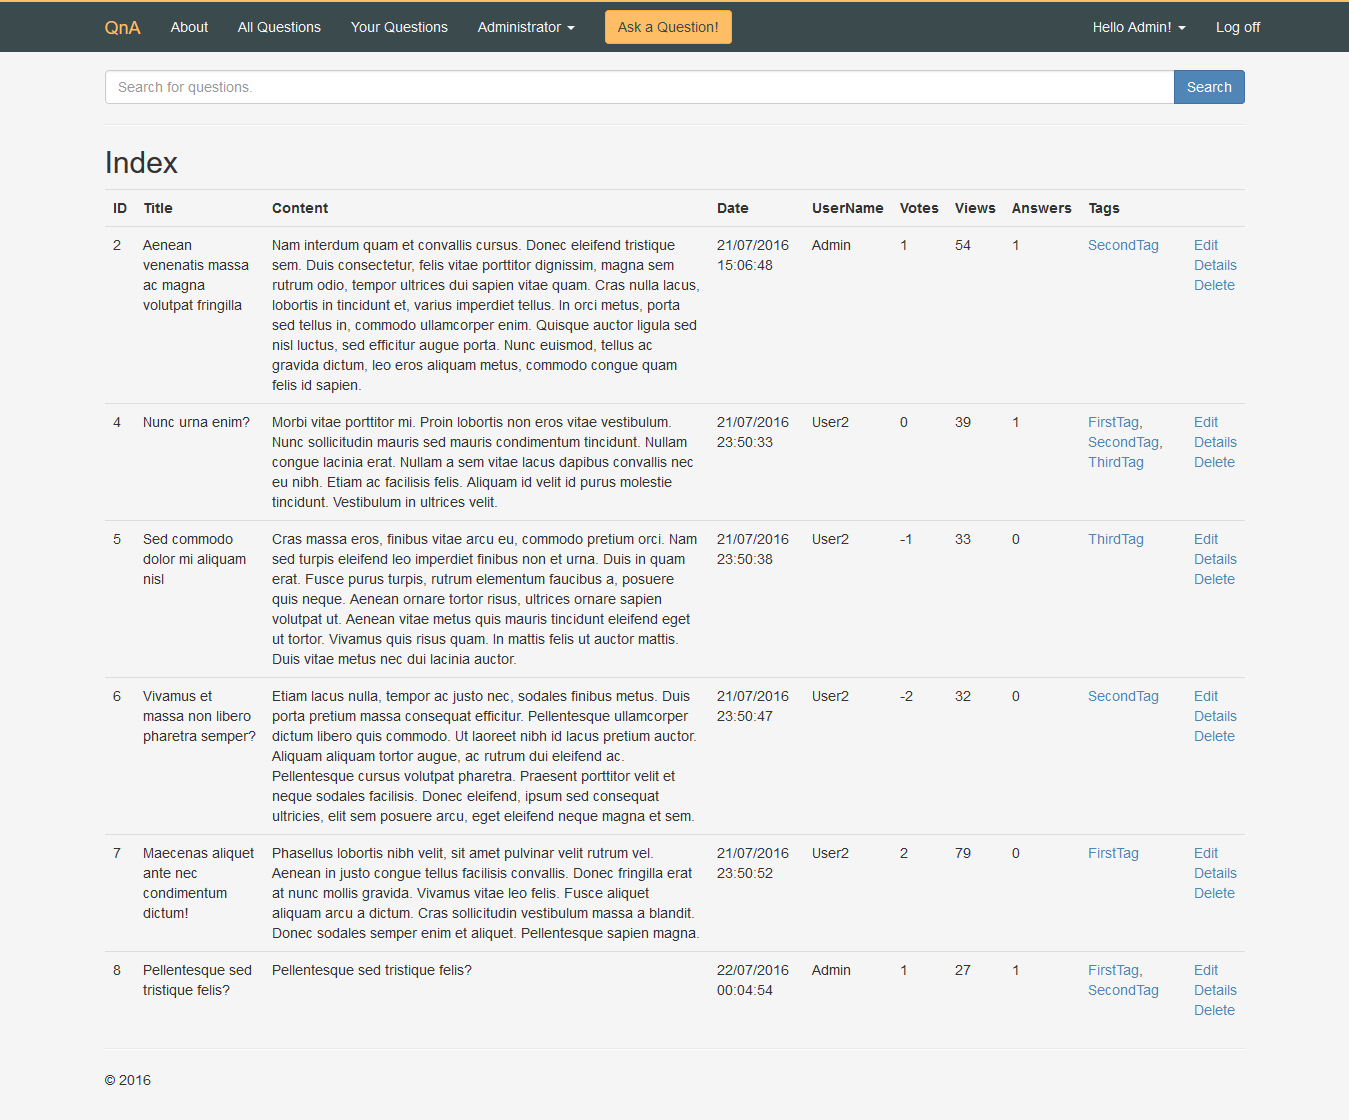 QnA About All Questions Your Questions Administrator Ask a Question! Hello Admin! Log off
Search for questions. Search
Index
ID Title Content Date UserName Votes Views Answers Tags
2 Aenean Nam interdum quam et convallis cursus. Donec eleifend tristique 21/07/2016 Admin 1 54 1 SecondTag Edit
venenatis massa sem. Duis consectetur, felis vitae porttitor dignissim, magna sem 15:06:48 Details
ac magna rutrum odio, tempor ultrices dui sapien vitae quam. Cras nulla lacus, Delete
volutpat fringilla lobortis in tincidunt et, varius imperdiet tellus. In orci metus, porta
sed tellus in, commodo ullamcorper enim. Quisque auctor ligula sed
nisl luctus, sed efficitur augue porta. Nunc euismod, tellus ac
gravida dictum, leo eros aliquam metus, commodo congue quam
felis id sapien.
4 Nunc urna enim? Morbi vitae porttitor mi. Proin lobortis non eros vitae vestibulum. 21/07/2016 User2 0 39 1 FirstTag, Edit
Nunc sollicitudin mauris sed mauris condimentum tincidunt. Nullam 23:50:33 SecondTag, Details
congue lacinia erat. Nullam a sem vitae lacus dapibus convallis nec ThirdTag Delete
eu nibh. Etiam ac facilisis felis. Aliquam id velit id purus molestie
tincidunt. Vestibulum in ultrices velit.
5 Sed commodo Cras massa eros, finibus vitae arcu eu, commodo pretium orci. Nam 21/07/2016 User2 -1 33 0 ThirdTag Edit
dolor mi aliquam sed turpis eleifend leo imperdiet finibus non et urna. Duis in quam 23:50:38 Details
nisl erat. Fusce purus turpis, rutrum elementum faucibus a, posuere Delete
quis neque. Aenean ornare tortor risus, ultrices ornare sapien
volutpat ut. Aenean vitae metus quis mauris tincidunt eleifend eget
ut tortor. Vivamus quis risus quam. In mattis felis ut auctor mattis.
Duis vitae metus nec dui lacinia auctor.
6 Vivamus et Etiam lacus nulla, tempor ac justo nec, sodales finibus metus. Duis 21/07/2016 User2 -2 32 0 SecondTag Edit
massa non libero porta pretium massa consequat efficitur. Pellentesque ullamcorper 23:50:47 Details
pharetra semper? dictum libero quis commodo. Ut laoreet nibh id lacus pretium auctor. Delete
Aliquam aliquam tortor augue, ac rutrum dui eleifend ac.
Pellentesque cursus volutpat pharetra. Praesent porttitor velit et
neque sodales facilisis. Donec eleifend, ipsum sed consequat
ultricies, elit sem posuere arcu, eget eleifend neque magna et sem.
7 Maecenas aliquet Phasellus lobortis nibh velit, sit amet pulvinar velit rutrum vel. 21/07/2016 User2 2 79 0 FirstTag Edit
ante nec Aenean in justo congue tellus facilisis convallis. Donec fringilla erat 23:50:52 Details
condimentum at nunc mollis gravida. Vivamus vitae leo felis. Fusce aliquet Delete
dictum! aliquam arcu a dictum. Cras sollicitudin vestibulum massa a blandit.
Donec sodales semper enim et aliquet. Pellentesque sapien magna.
8 Pellentesque sed Pellentesque sed tristique felis? 22/07/2016 Admin 1 27 1 FirstTag, Edit
tristique felis? 00:04:54 SecondTag Details
Delete
© 2016